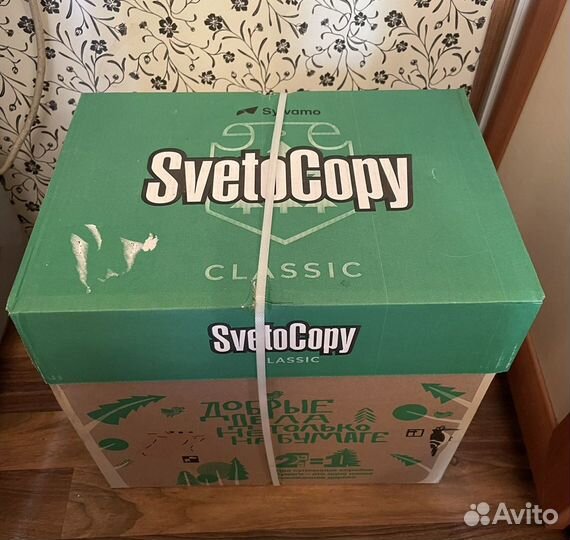 Sylvamo
SvetoCopy
CLASSIC
SvetoCopy
CLASSIC
ДОБРЫЕ
ДЕЛА
НЕ ТОЛЬКО
НА БУМАГЕ
2=1
Avito